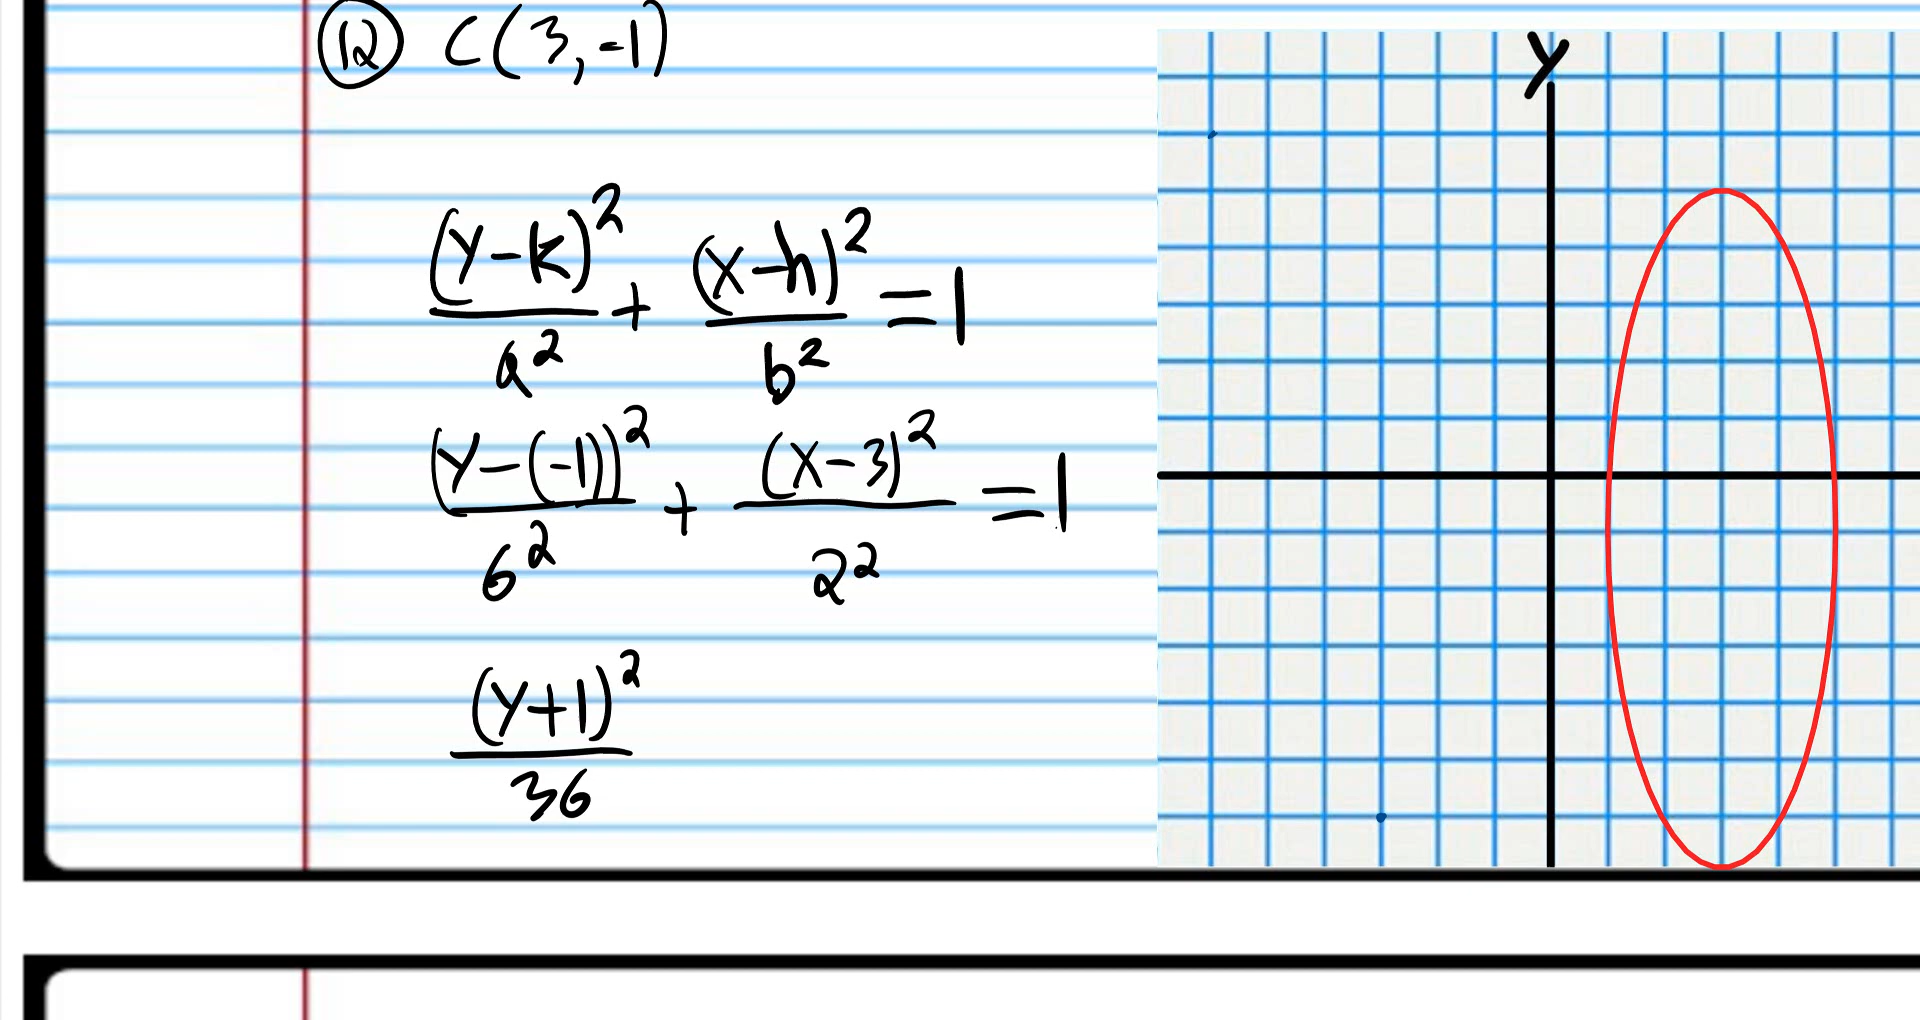 12 C(3,-1)
Y
(y-k)²/a² + (x-h)²/b² = 1
(y-(-1))²/6² + (x-3)²/2² = 1
(y+1)²/36